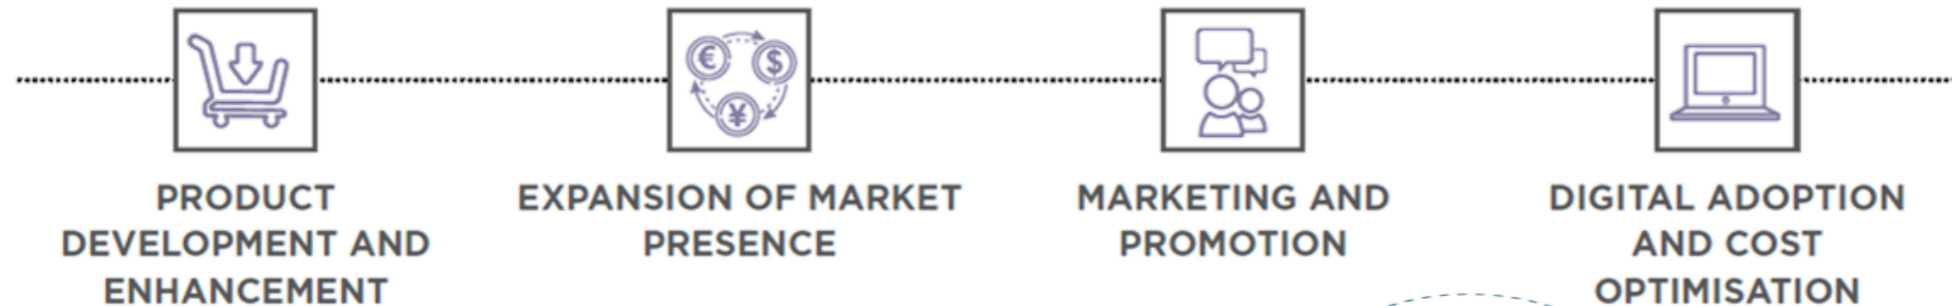 € $
¥
PRODUCT
DEVELOPMENT AND
ENHANCEMENT
EXPANSION OF MARKET
PRESENCE
MARKETING AND
PROMOTION
DIGITAL ADOPTION
AND COST
OPTIMISATION